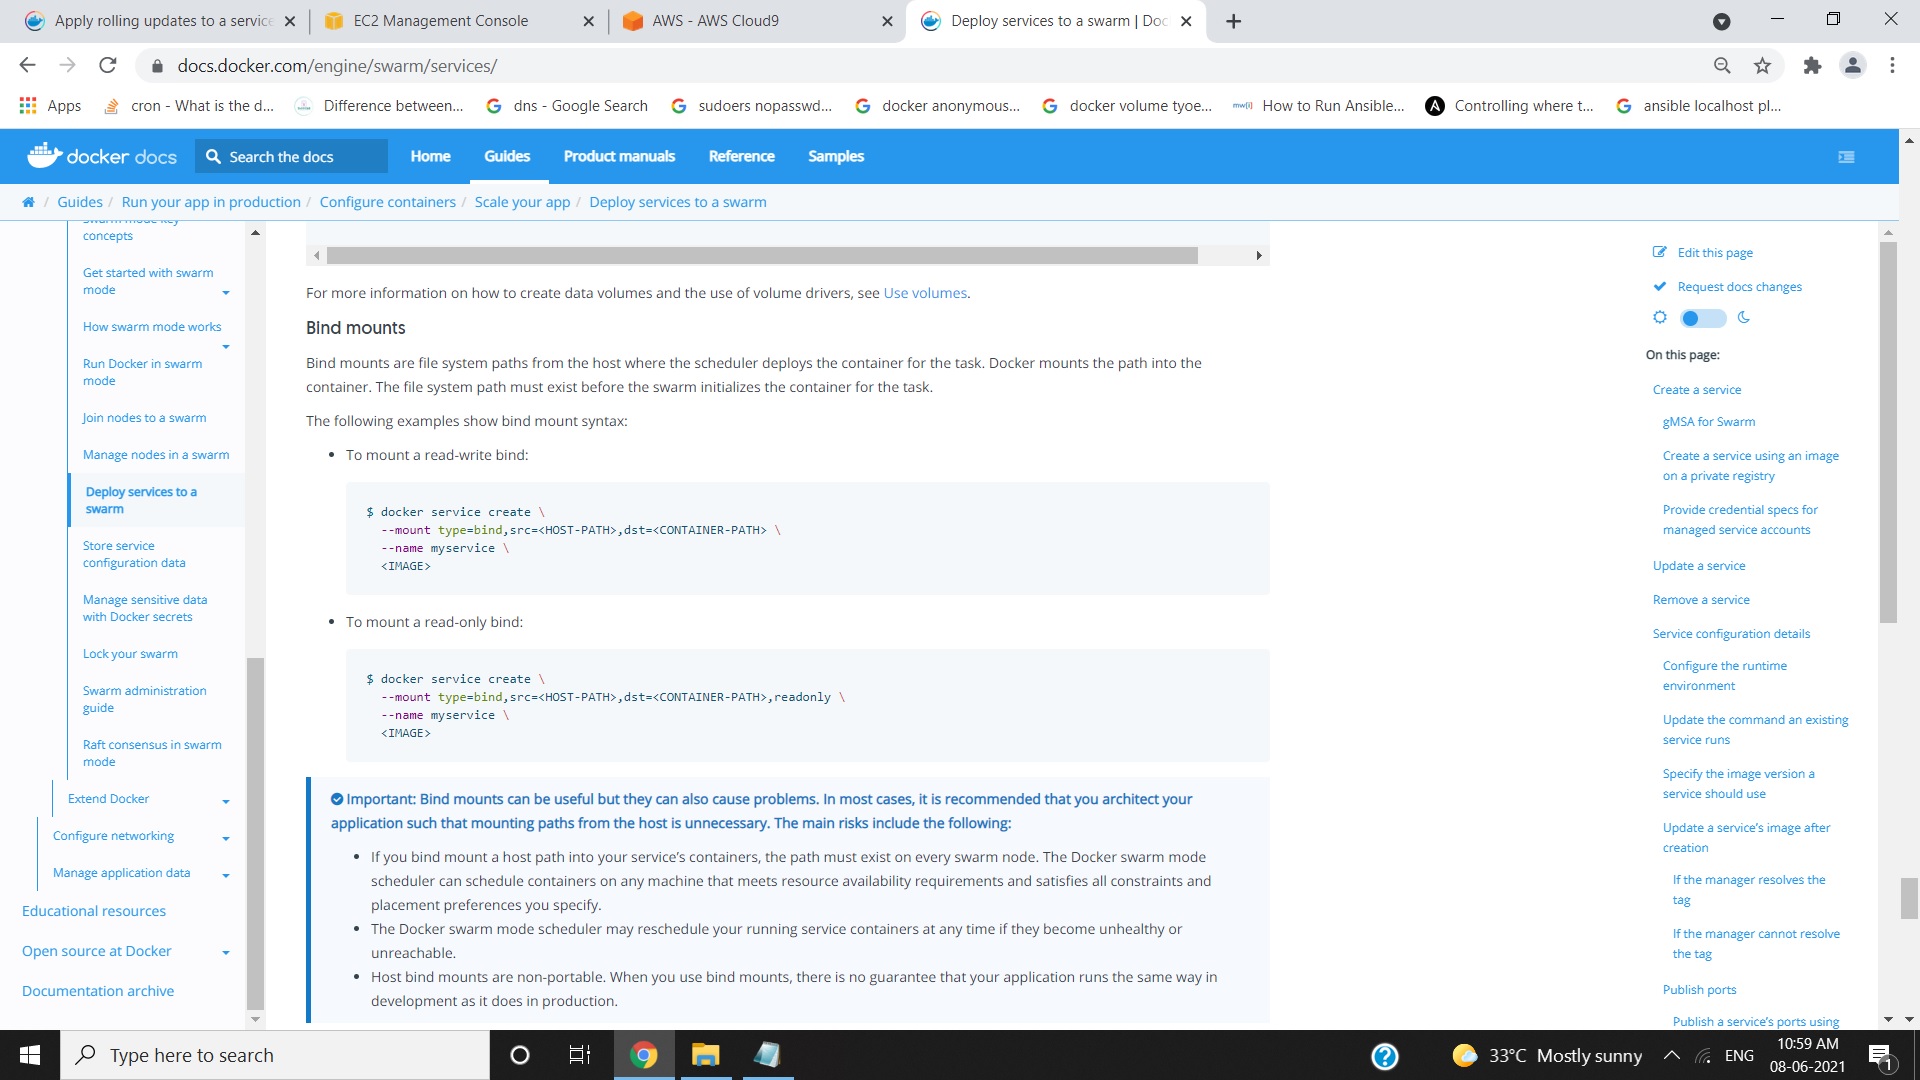 Apply rolling updates to a service
EC2 Management Console
AWS - AWS Cloud9
Deploy services to a swarm | Doc
docs.docker.com/engine/swarm/services/
Apps
cron - What is the d...
Difference between...
dns - Google Search
sudoers nopasswd...
docker anonymous...
docker volume tyoe...
How to Run Ansible...
Controlling where t...
ansible localhost pl...
docker docs
Search the docs
Home
Guides
Product manuals
Reference
Samples
/ Guides / Run your app in production / Configure containers / Scale your app / Deploy services to a swarm
Swarm mode key
concepts
Get started with swarm
mode
How swarm mode works
Run Docker in swarm
mode
Join nodes to a swarm
Manage nodes in a swarm
Deploy services to a
swarm
Store service
configuration data
Manage sensitive data
with Docker secrets
Lock your swarm
Swarm administration
guide
Raft consensus in swarm
mode
Extend Docker
Configure networking
Manage application data
Educational resources
Open source at Docker
Documentation archive
For more information on how to create data volumes and the use of volume drivers, see Use volumes.
Bind mounts
Bind mounts are file system paths from the host where the scheduler deploys the container for the task. Docker mounts the path into the
container. The file system path must exist before the swarm initializes the container for the task.
The following examples show bind mount syntax:
• To mount a read-write bind:
$ docker service create \
--mount type=bind,src=<HOST-PATH>,dst=<CONTAINER-PATH> \
--name myservice \
<IMAGE>
• To mount a read-only bind:
$ docker service create \
--mount type=bind,src=<HOST-PATH>,dst=<CONTAINER-PATH>,readonly \
--name myservice \
<IMAGE>
Important: Bind mounts can be useful but they can also cause problems. In most cases, it is recommended that you architect your
application such that mounting paths from the host is unnecessary. The main risks include the following:
• If you bind mount a host path into your service's containers, the path must exist on every swarm node. The Docker swarm mode
scheduler can schedule containers on any machine that meets resource availability requirements and satisfies all constraints and
placement preferences you specify.
• The Docker swarm mode scheduler may reschedule your running service containers at any time if they become unhealthy or
unreachable.
• Host bind mounts are non-portable. When you use bind mounts, there is no guarantee that your application runs the same way in
development as it does in production.
Edit this page
Request docs changes
On this page:
Create a service
gMSA for Swarm
Create a service using an image
on a private registry
Provide credential specs for
managed service accounts
Update a service
Remove a service
Service configuration details
Configure the runtime
environment
Update the command an existing
service runs
Specify the image version a
service should use
Update a service's image after
creation
If the manager resolves the
tag
If the manager cannot resolve
the tag
Publish ports
Publish a service's ports using
Type here to search
33°C Mostly sunny
ENG
10:59 AM
08-06-2021
1